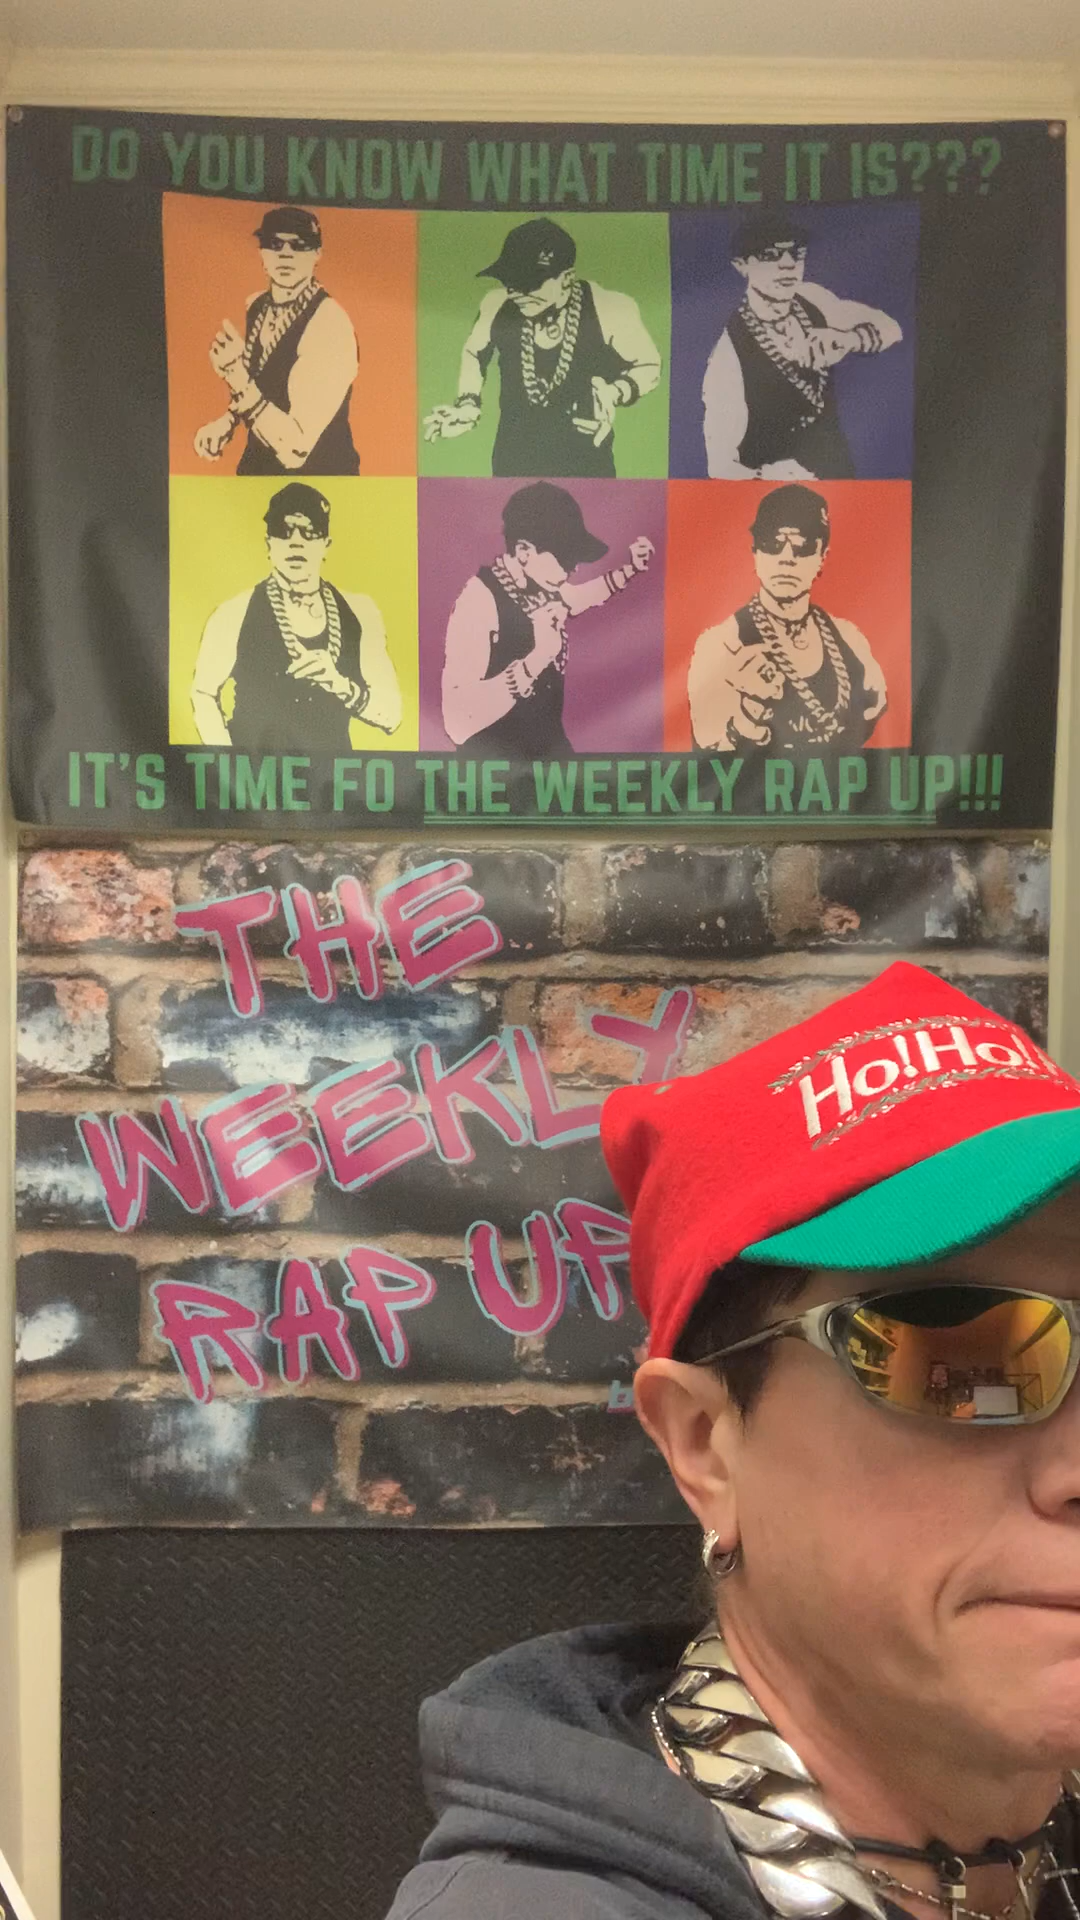 DO YOU KNOW WHAT TIME IT IS???
IT'S TIME FO THE WEEKLY RAP UP!!!
THE
WEEKLY
RAP UP
Ho!Ho!